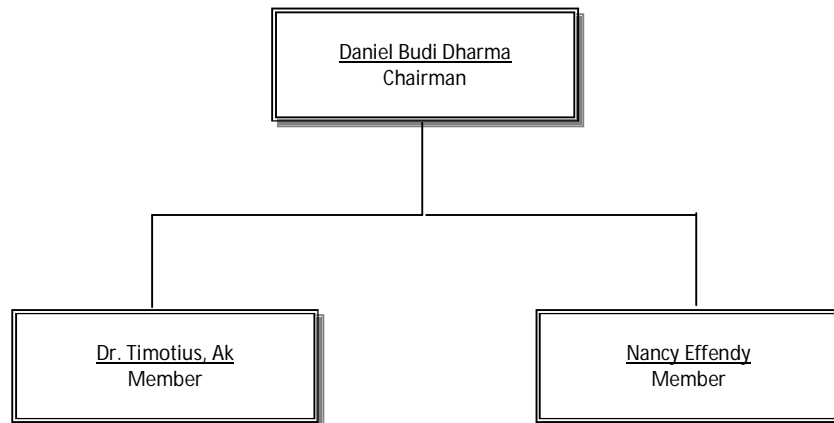 Daniel Budi Dharma
Chairman
Dr. Timotius, Ak
Member
Nancy Effendy
Member